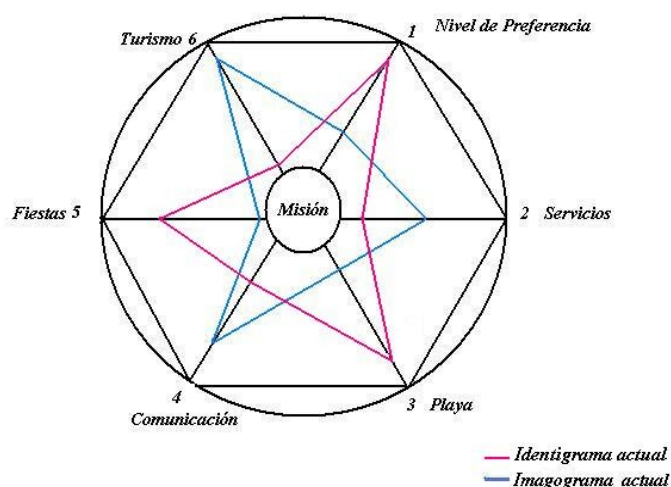 Turismo 6
1
Nivel de Preferencia
Fiestas 5
Misión
2 Servicios
4
Comunicación
3 Playa
Identigrama actual
Imagograma actual